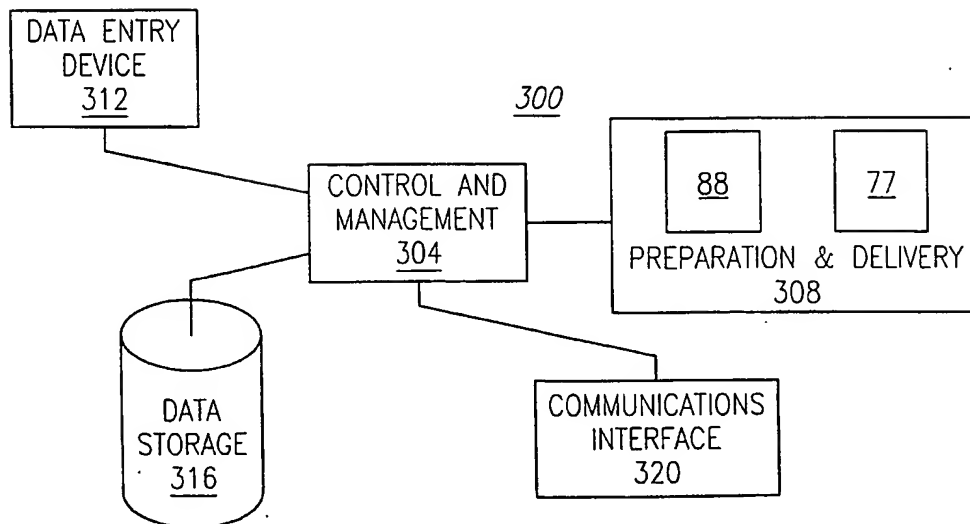 DATA ENTRY
DEVICE
312
300
CONTROL AND
MANAGEMENT
304
88
77
PREPARATION & DELIVERY
308
DATA
STORAGE
316
COMMUNICATIONS
INTERFACE
320